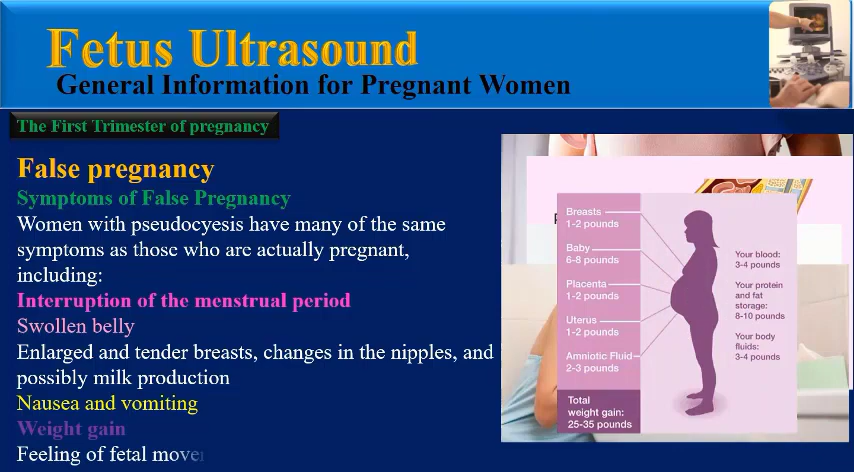 Fetus Ultrasound
General Information for Pregnant Women
The First Trimester of pregnancy
False pregnancy
Symptoms of False Pregnancy
Women with pseudocyesis have many of the same
symptoms as those who are actually pregnant,
including:
Interruption of the menstrual period
Swollen belly
Enlarged and tender breasts, changes in the nipples, and
possibly milk production
Nausea and vomiting
Weight gain
Feeling of fetal
Breasts
1-2 pounds
Baby
6-8 pounds
Placenta
1-2 pounds
Uterus
1-2 pounds
Amniotic Fluid
2-3 pounds
Total
weight gain:
25-35 pounds
Your blood:
3-4 pounds
Your protein
and fat
storage:
8-10 pounds
Your body
fluids:
3-4 pounds